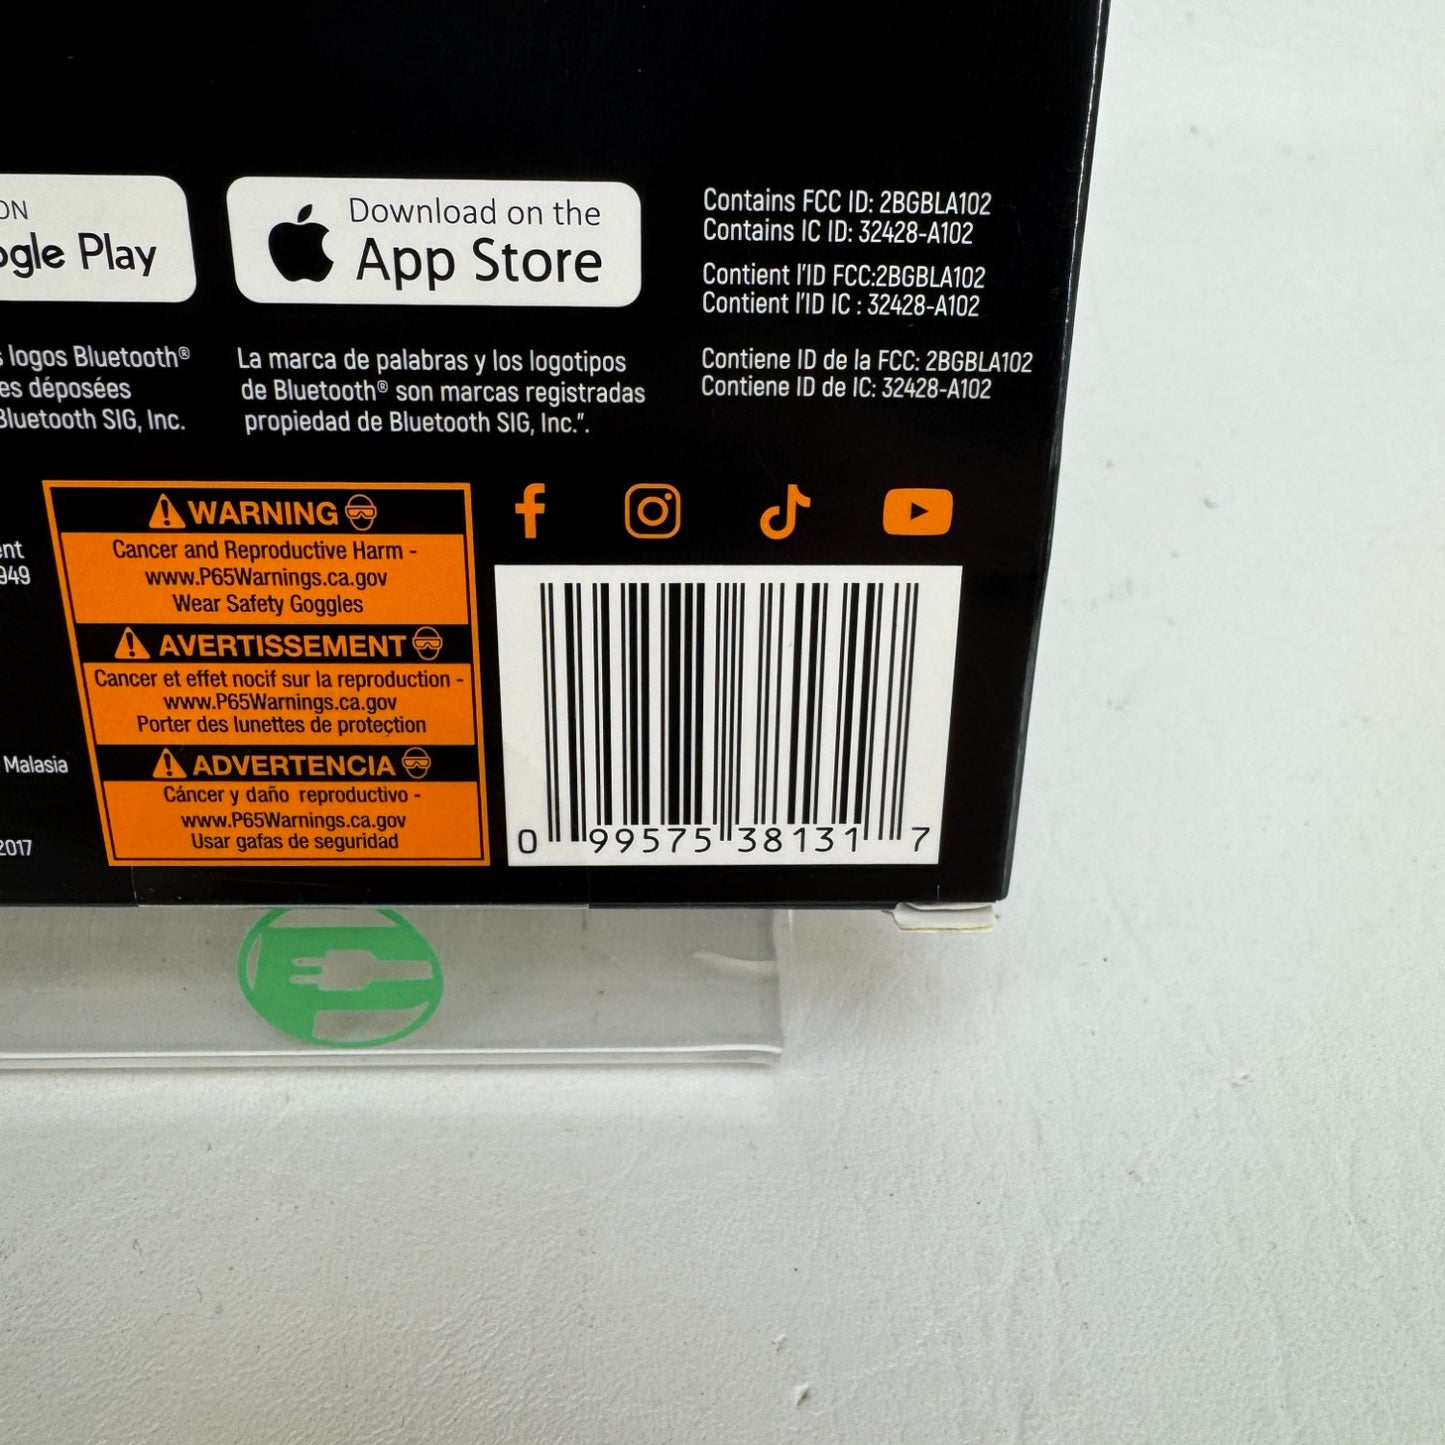 ON
ogle Play
Download on the
App Store
Contains FCC ID: 2BGBLA102
Contains IC ID: 32428-A102
Contient l'ID FCC:2BGBLA102
Contient l'ID IC : 32428-A102
Contiene ID de la FCC: 2BGBLA102
Contiene ID de IC: 32428-A102
s logos Bluetooth®
es déposées
Bluetooth SIG, Inc.
La marca de palabras y los logotipos
de Bluetooth® son marcas registradas
propiedad de Bluetooth SIG, Inc.".
ent
949
Malasia
2017
WARNING
Cancer and Reproductive Harm -
www.P65Warnings.ca.gov
Wear Safety Goggles
AVERTISSEMENT
Cancer et effet nocif sur la reproduction -
www.P65Warnings.ca.gov
Porter des lunettes de protection
ADVERTENCIA
Cáncer y daño reproductivo -
www.P65Warnings.ca.gov
Usar gafas de seguridad
0 99575 38131 7